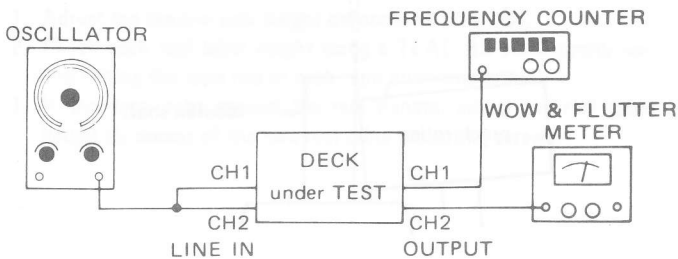 FREQUENCY COUNTER
OSCILLATOR
WOW & FLUTTER
METER
DECK
under TEST
CH1
CH1
CH2
CH2
LINE IN
OUTPUT